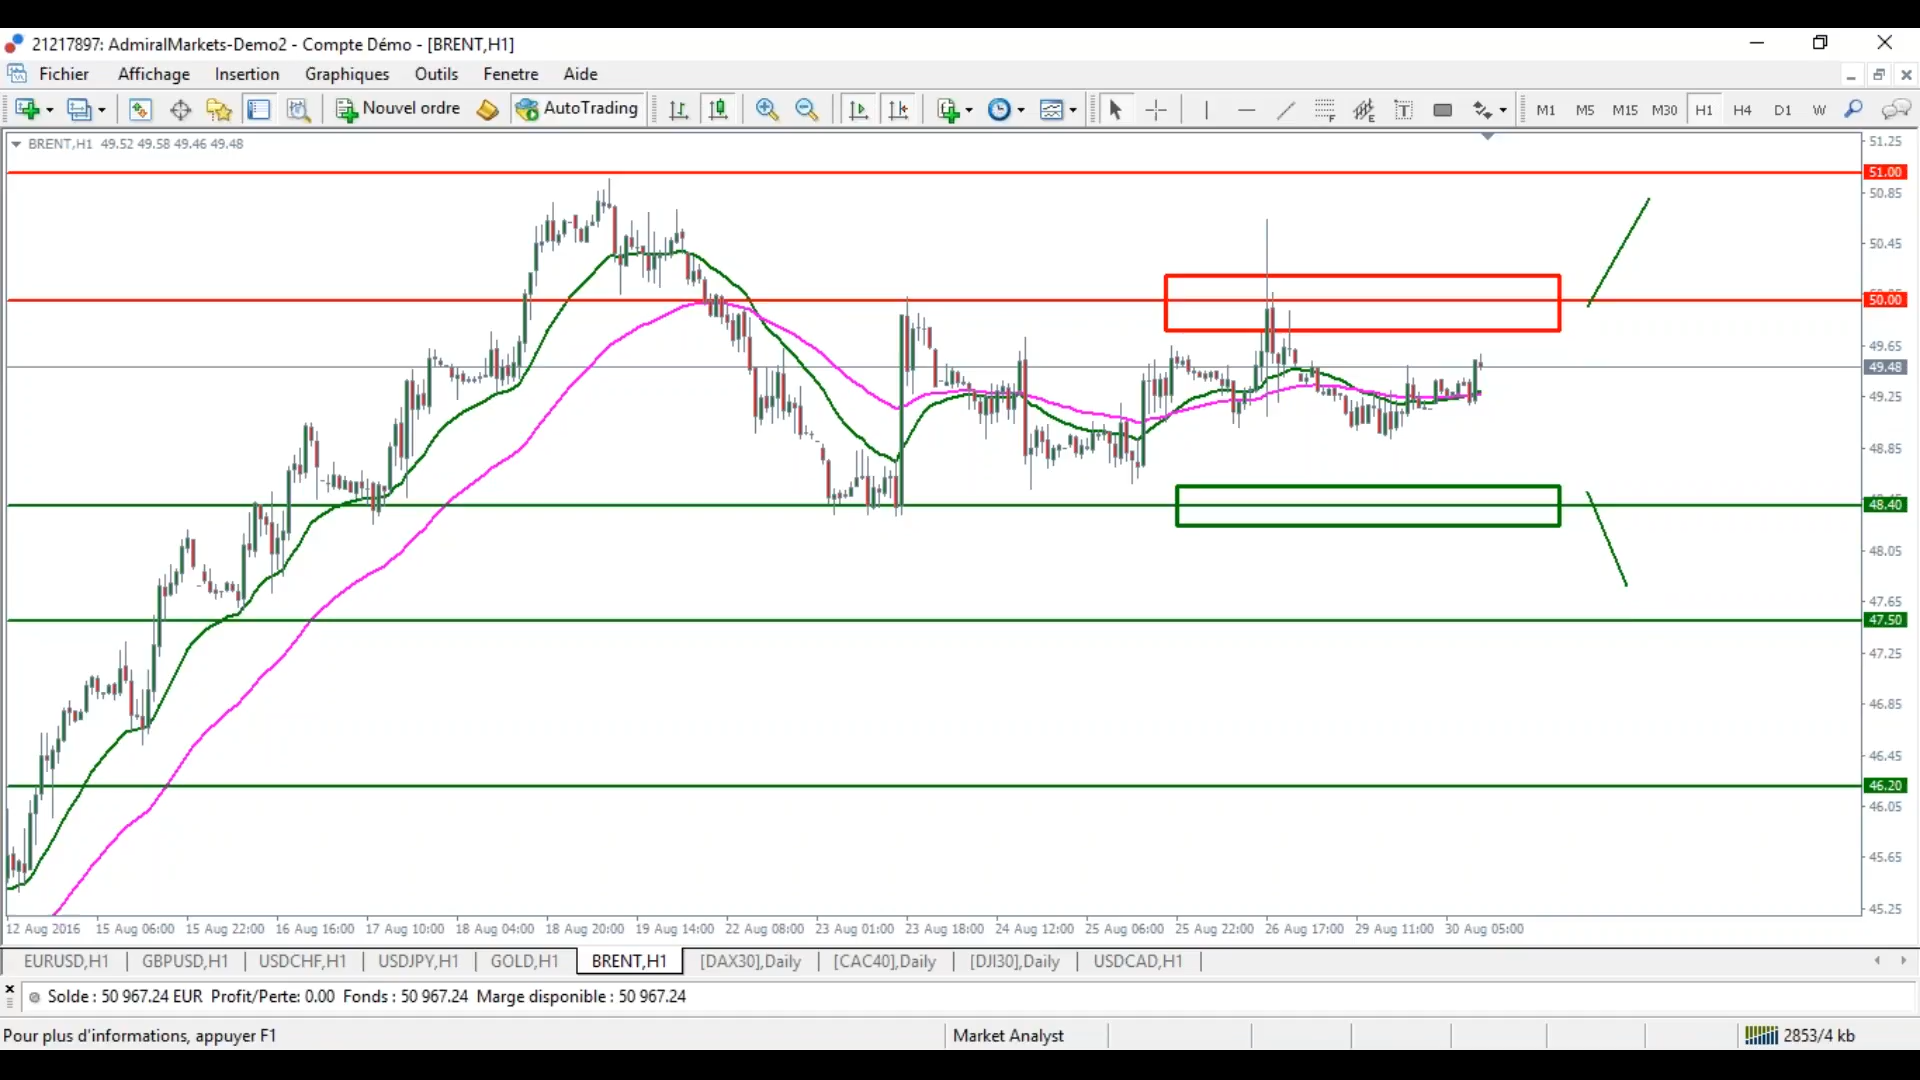 21217897: AdmiralMarkets-Demo2 - Compte Démo - [BRENT,H1]
Fichier Affichage Insertion Graphiques Outils Fenetre Aide
Nouvel ordre AutoTrading M1 M5 M15 M30 H1 H4 D1 W
BRENT,H1 49.52 49.58 49.46 49.48
51.25
51.00
50.85
50.45
50.00
49.65
49.48
49.25
48.85
48.40
48.05
47.65
47.50
47.25
46.85
46.45
46.20
46.05
45.65
45.25
12 Aug 2016 15 Aug 06:00 15 Aug 22:00 16 Aug 16:00 17 Aug 10:00 18 Aug 04:00 18 Aug 20:00 19 Aug 14:00 22 Aug 08:00 23 Aug 01:00 23 Aug 18:00 24 Aug 12:00 25 Aug 06:00 25 Aug 22:00 26 Aug 17:00 29 Aug 11:00 30 Aug 05:00
EURUSD,H1 GBPUSD,H1 USDCHF,H1 USDJPY,H1 GOLD,H1 BRENT,H1 [DAX30],Daily [CAC40],Daily [DJI30],Daily USDCAD,H1
Solde : 50 967.24 EUR Profit/Perte: 0.00 Fonds : 50 967.24 Marge disponible : 50 967.24
Pour plus d'informations, appuyer F1 Market Analyst 2853/4 kb